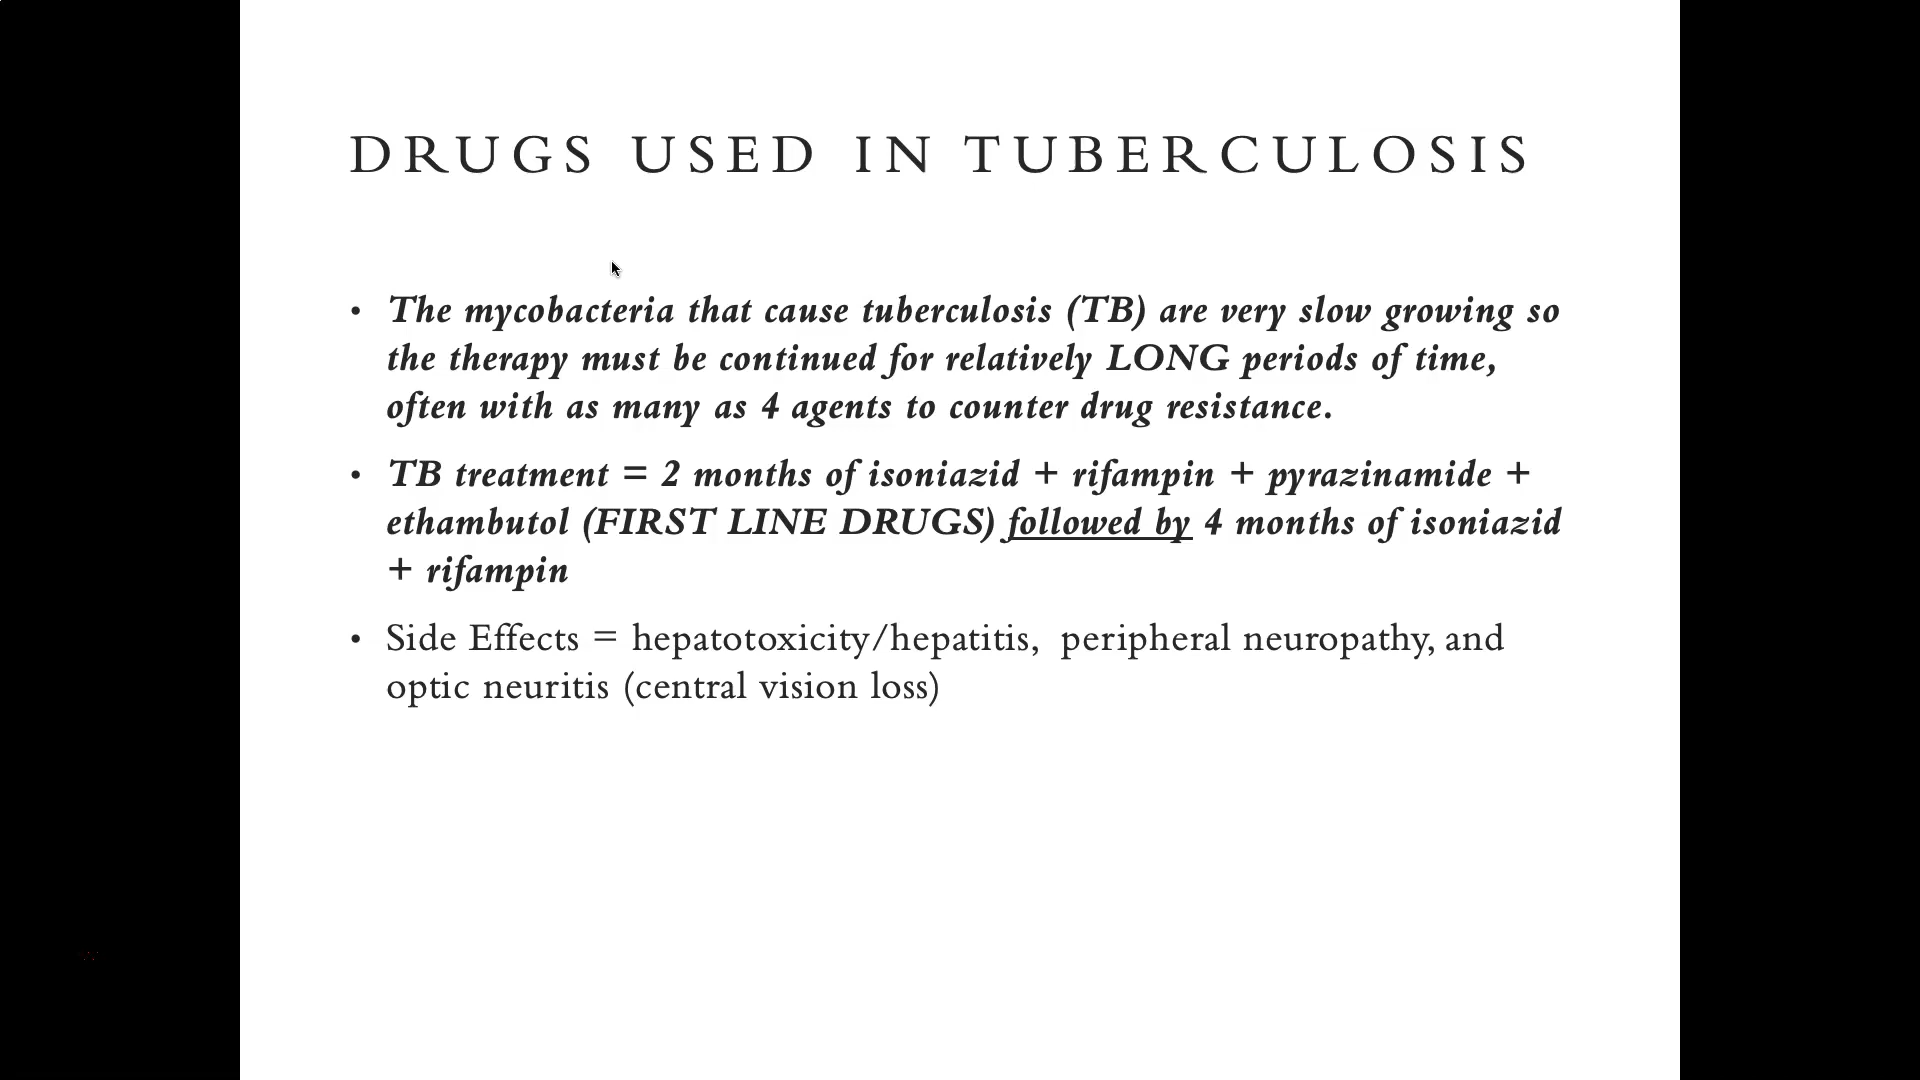 DRUGS USED IN TUBERCULOSIS
• The mycobacteria that cause tuberculosis (TB) are very slow growing so
the therapy must be continued for relatively LONG periods of time,
often with as many as 4 agents to counter drug resistance.
• TB treatment = 2 months of isoniazid + rifampin + pyrazinamide +
ethambutol (FIRST LINE DRUGS) followed by 4 months of isoniazid
+ rifampin
• Side Effects = hepatotoxicity/hepatitis,  peripheral neuropathy, and
optic neuritis (central vision loss)